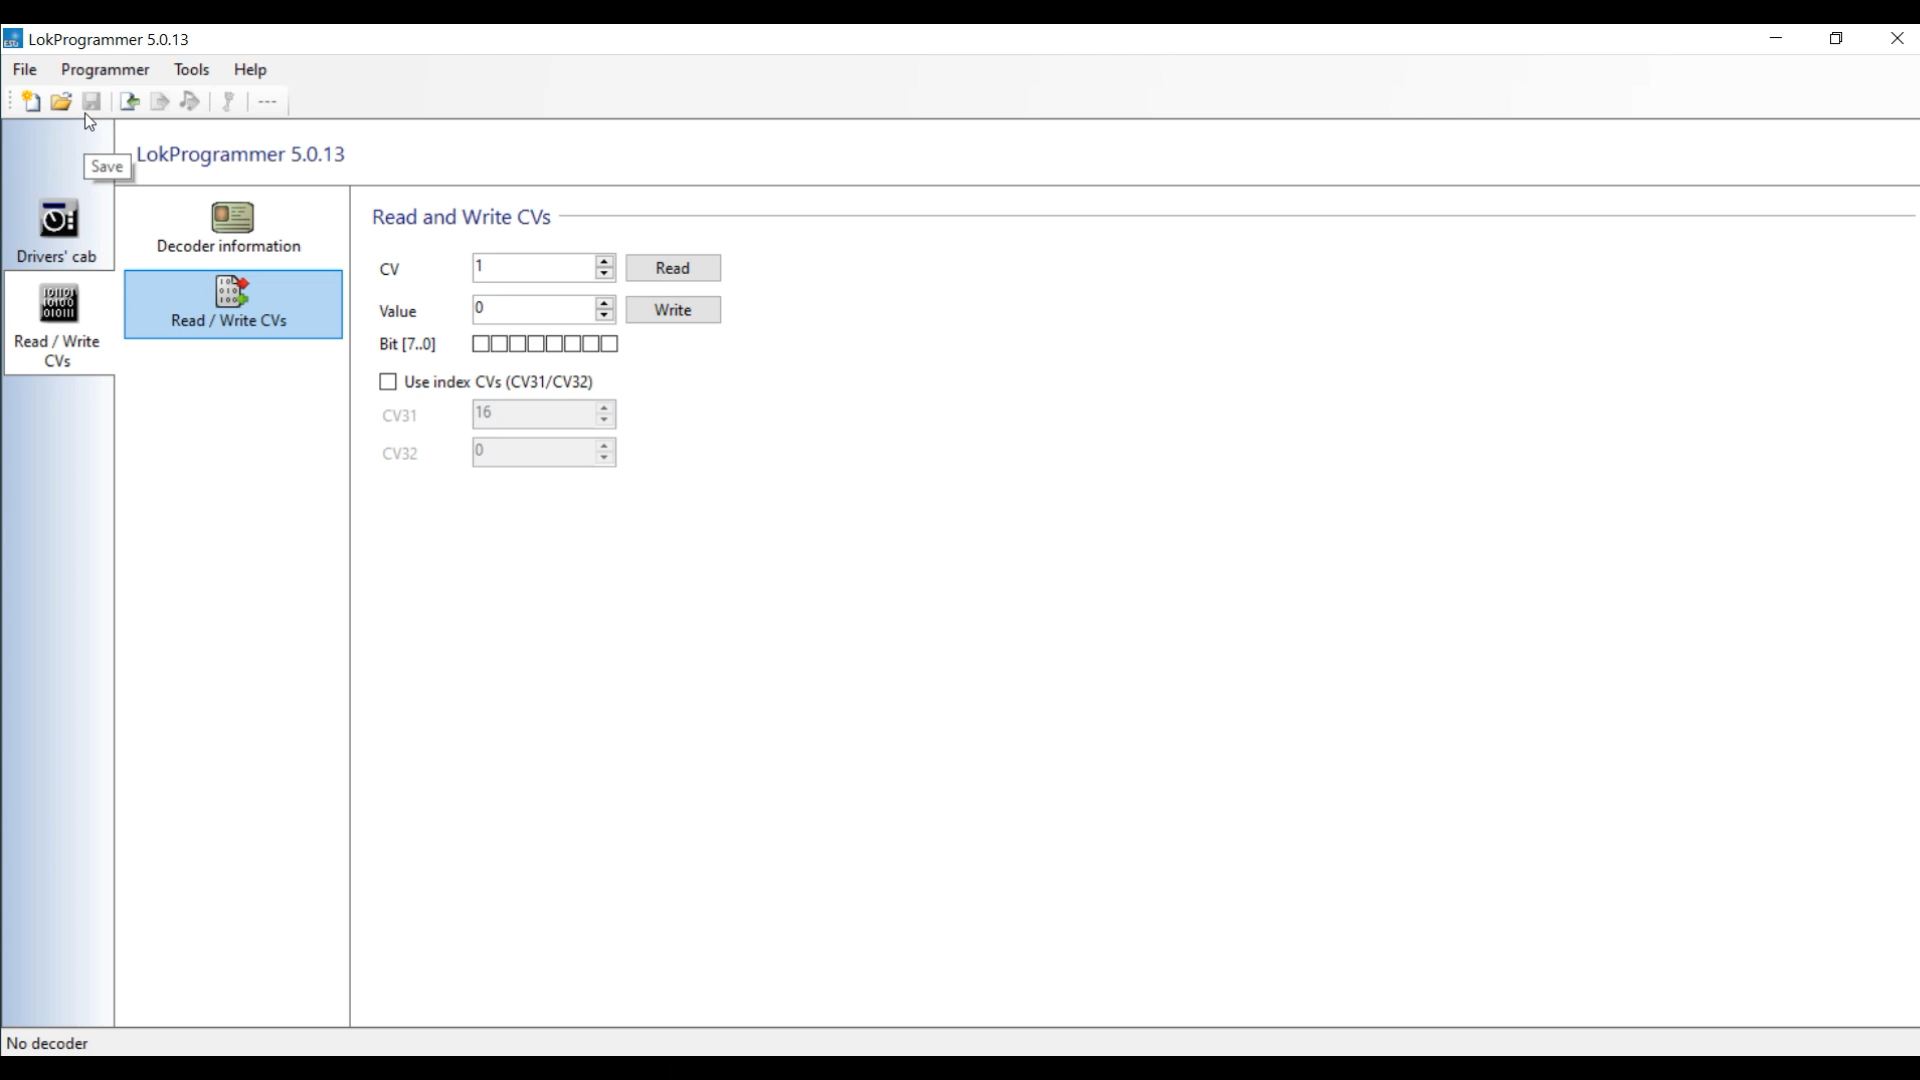 LokProgrammer 5.0.13
File Programmer Tools Help
---
Save
LokProgrammer 5.0.13
Drivers' cab
Read / Write
CVs
Decoder information
Read / Write CVs
Read and Write CVs
CV 1 Read
Value 0 Write
Bit [7..0]
Use index CVs (CV31/CV32)
CV31 16
CV32 0
No decoder